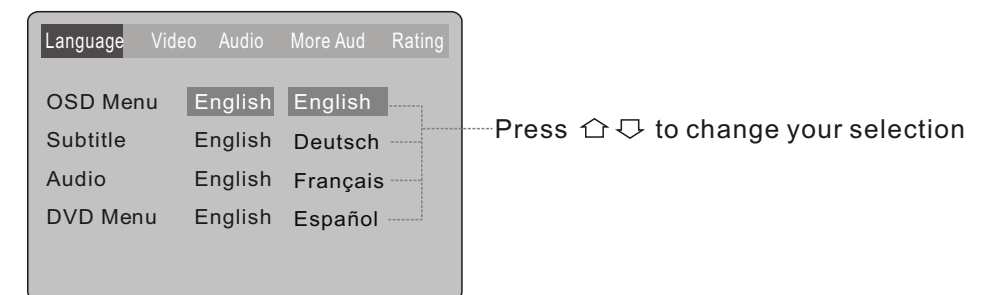 Language Video Audio More Aud Rating
OSD Menu English English
Subtitle English Deutsch
Audio English Français
DVD Menu English Español
Press ⇧ ⇩ to change your selection